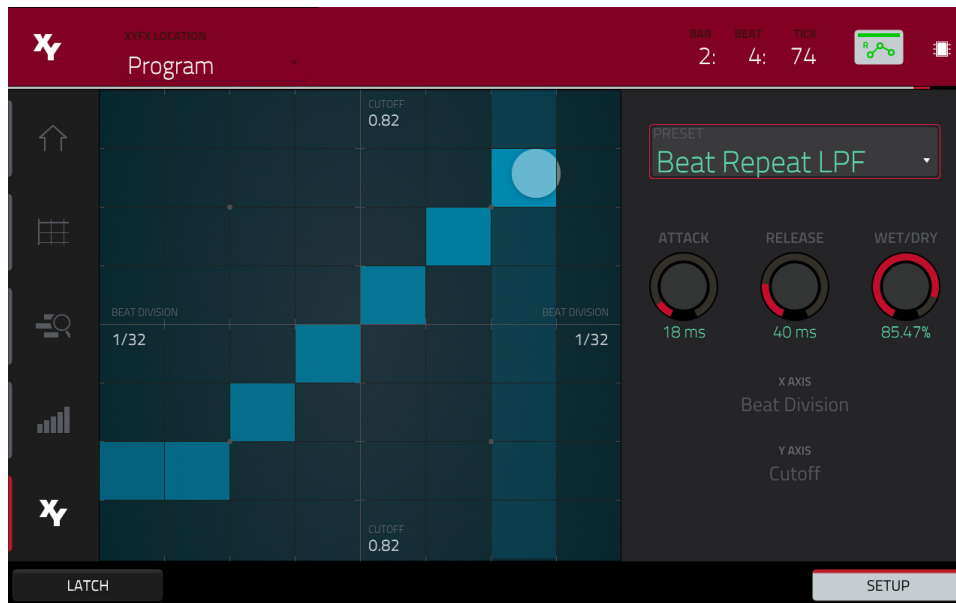 XY
XYFX LOCATION
Program
BAR BEAT TICK
2: 4: 74
R
CUTOFF
0.82
PRESET
Beat Repeat LPF
ATTACK RELEASE WET/DRY
18 ms 40 ms 85.47%
BEAT DIVISION
1/32
BEAT DIVISION
1/32
X AXIS
Beat Division
Y AXIS
Cutoff
XY
CUTOFF
0.82
LATCH
SETUP